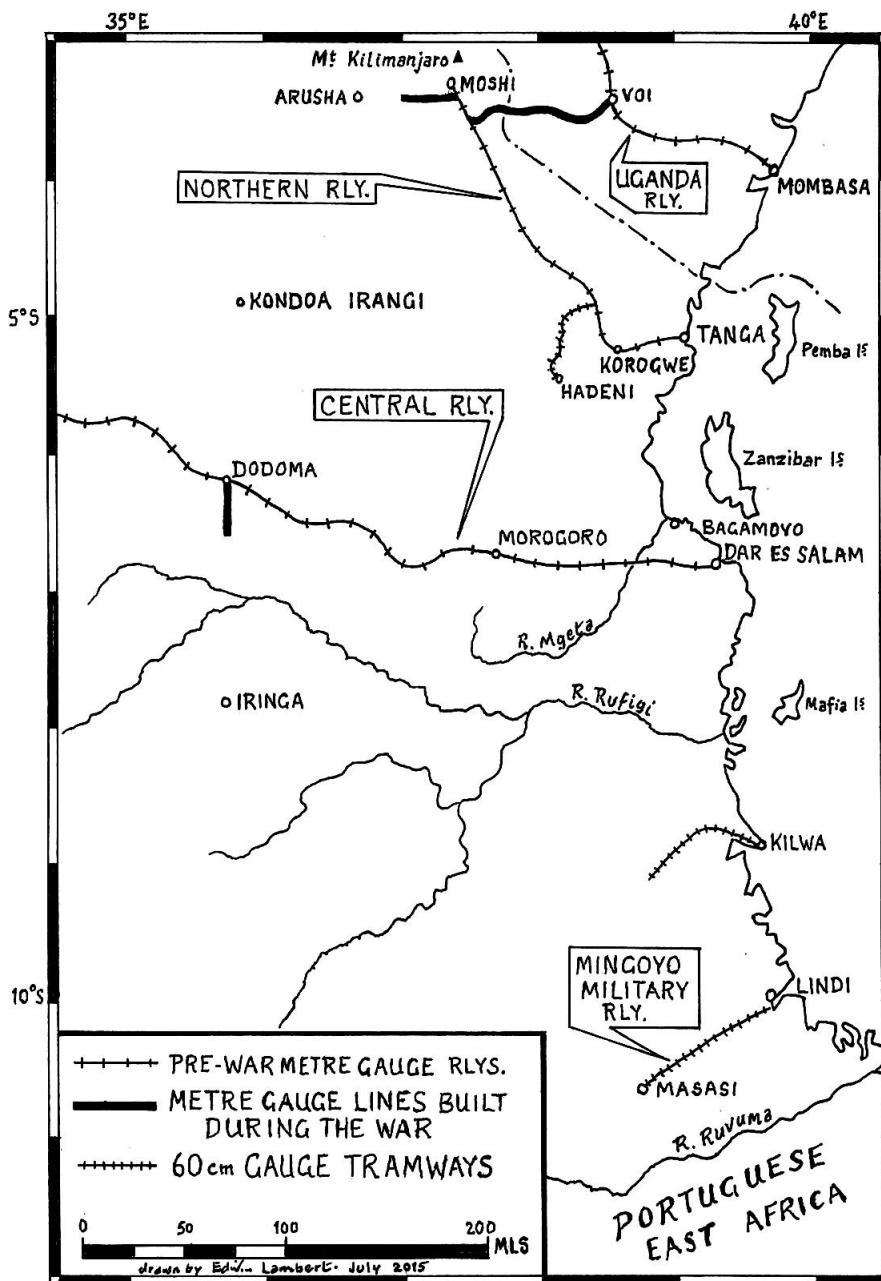 35°E
40°E
Mt Kilimanjaro
MOSHI
ARUSHA
VOI
NORTHERN RLY.
UGANDA
RLY.
MOMBASA
KONDOA IRANGI
5°S
TANGA
KOROGWE
HADENI
Pemba Is
CENTRAL RLY.
DODOMA
Zanzibar Is
BAGAMOYO
MOROGORO
DAR ES SALAM
R. Mgeta
IRINGA
R. Rufigi
Mafia Is
KILWA
MINGOYO
MILITARY
RLY.
LINDI
10°S
MASASI
R. Ruvuma
PORTUGUESE
EAST AFRICA
PRE-WAR METRE GAUGE RLYS.
METRE GAUGE LINES BUILT
DURING THE WAR
60cm GAUGE TRAMWAYS
0 50 100 200
MLS
drawn by Edwin Lambert. July 2015